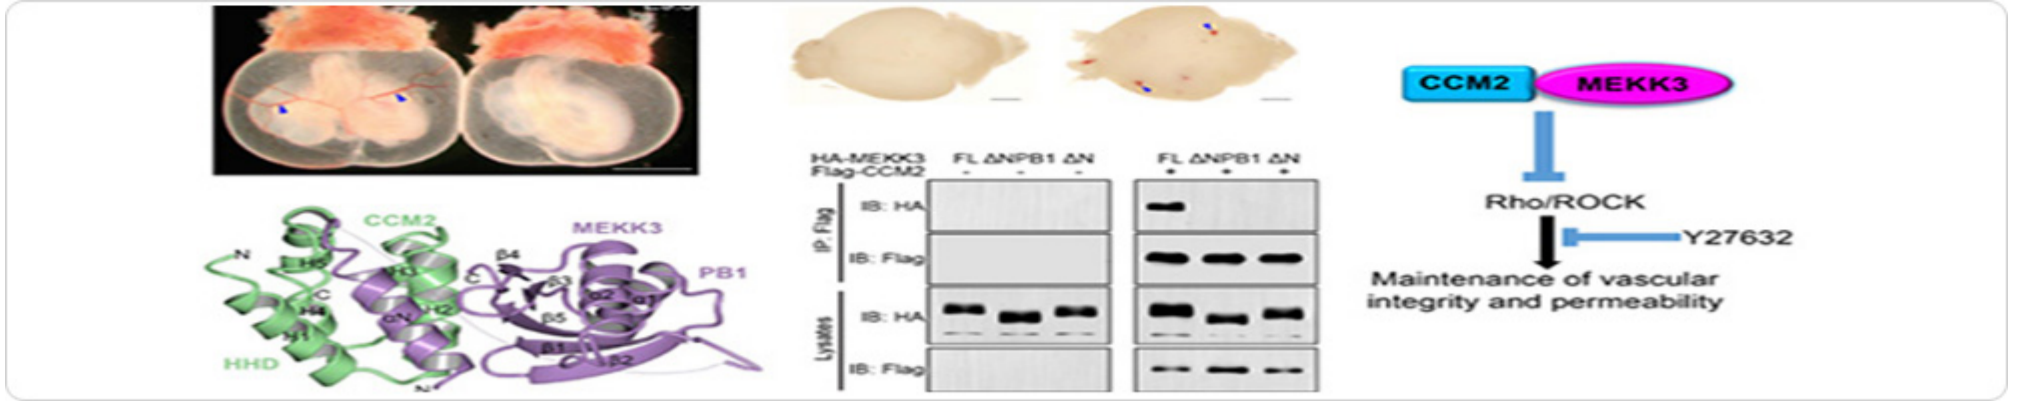 CCM2
MEKK3
PB1
HHD
N
H5
H3
C
C
H4
H1
αN
H2
N
β4
β3
α2
α1
β5
β1
β2
HA-MEKK3 FL ΔNPB1 ΔN FL ΔNPB1 ΔN
Flag-CCM2 - - - + + +
IP: Flag
IB: HA
IB: Flag
Lysates
IB: HA
IB: Flag
CCM2 MEKK3
Rho/ROCK
Y27632
Maintenance of vascular
integrity and permeability